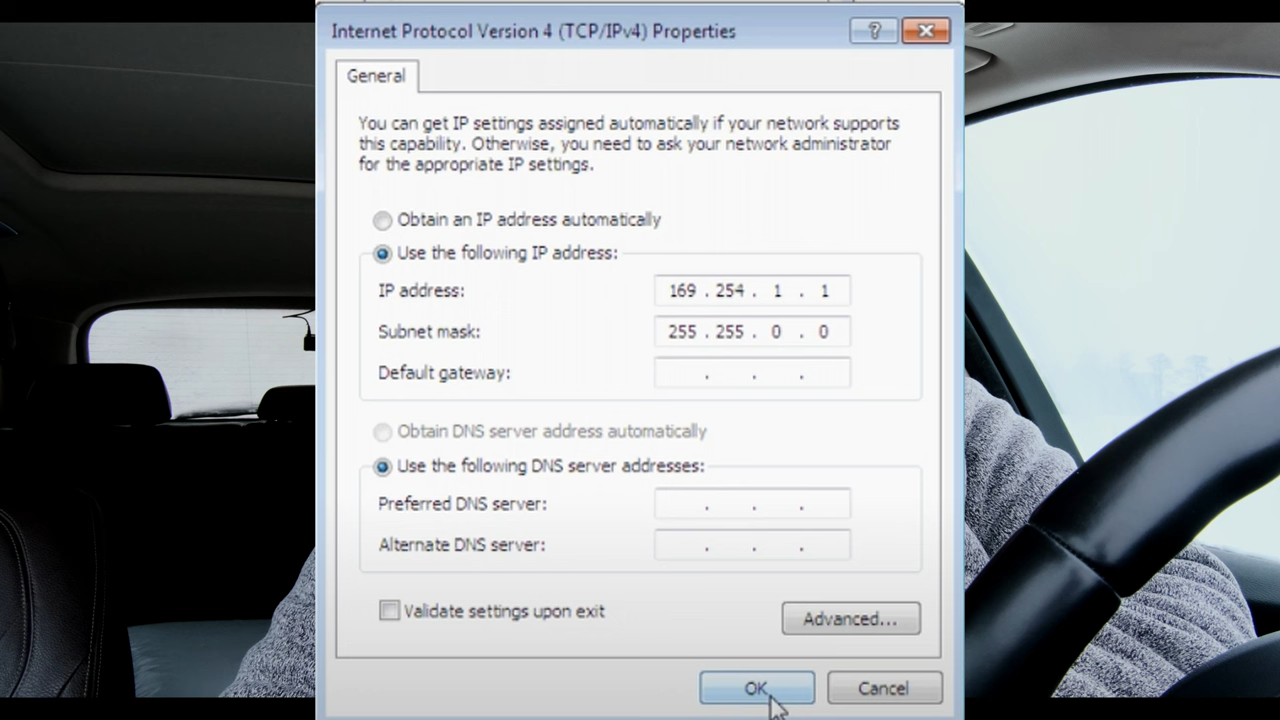 Internet Protocol Version 4 (TCP/IPv4) Properties
?
General
You can get IP settings assigned automatically if your network supports
this capability. Otherwise, you need to ask your network administrator
for the appropriate IP settings.
Obtain an IP address automatically
Use the following IP address:
IP address: 169 . 254 . 1 . 1
Subnet mask: 255 . 255 . 0 . 0
Default gateway: . . .
Obtain DNS server address automatically
Use the following DNS server addresses:
Preferred DNS server: . . .
Alternate DNS server: . . .
Validate settings upon exit
Advanced...
OK Cancel